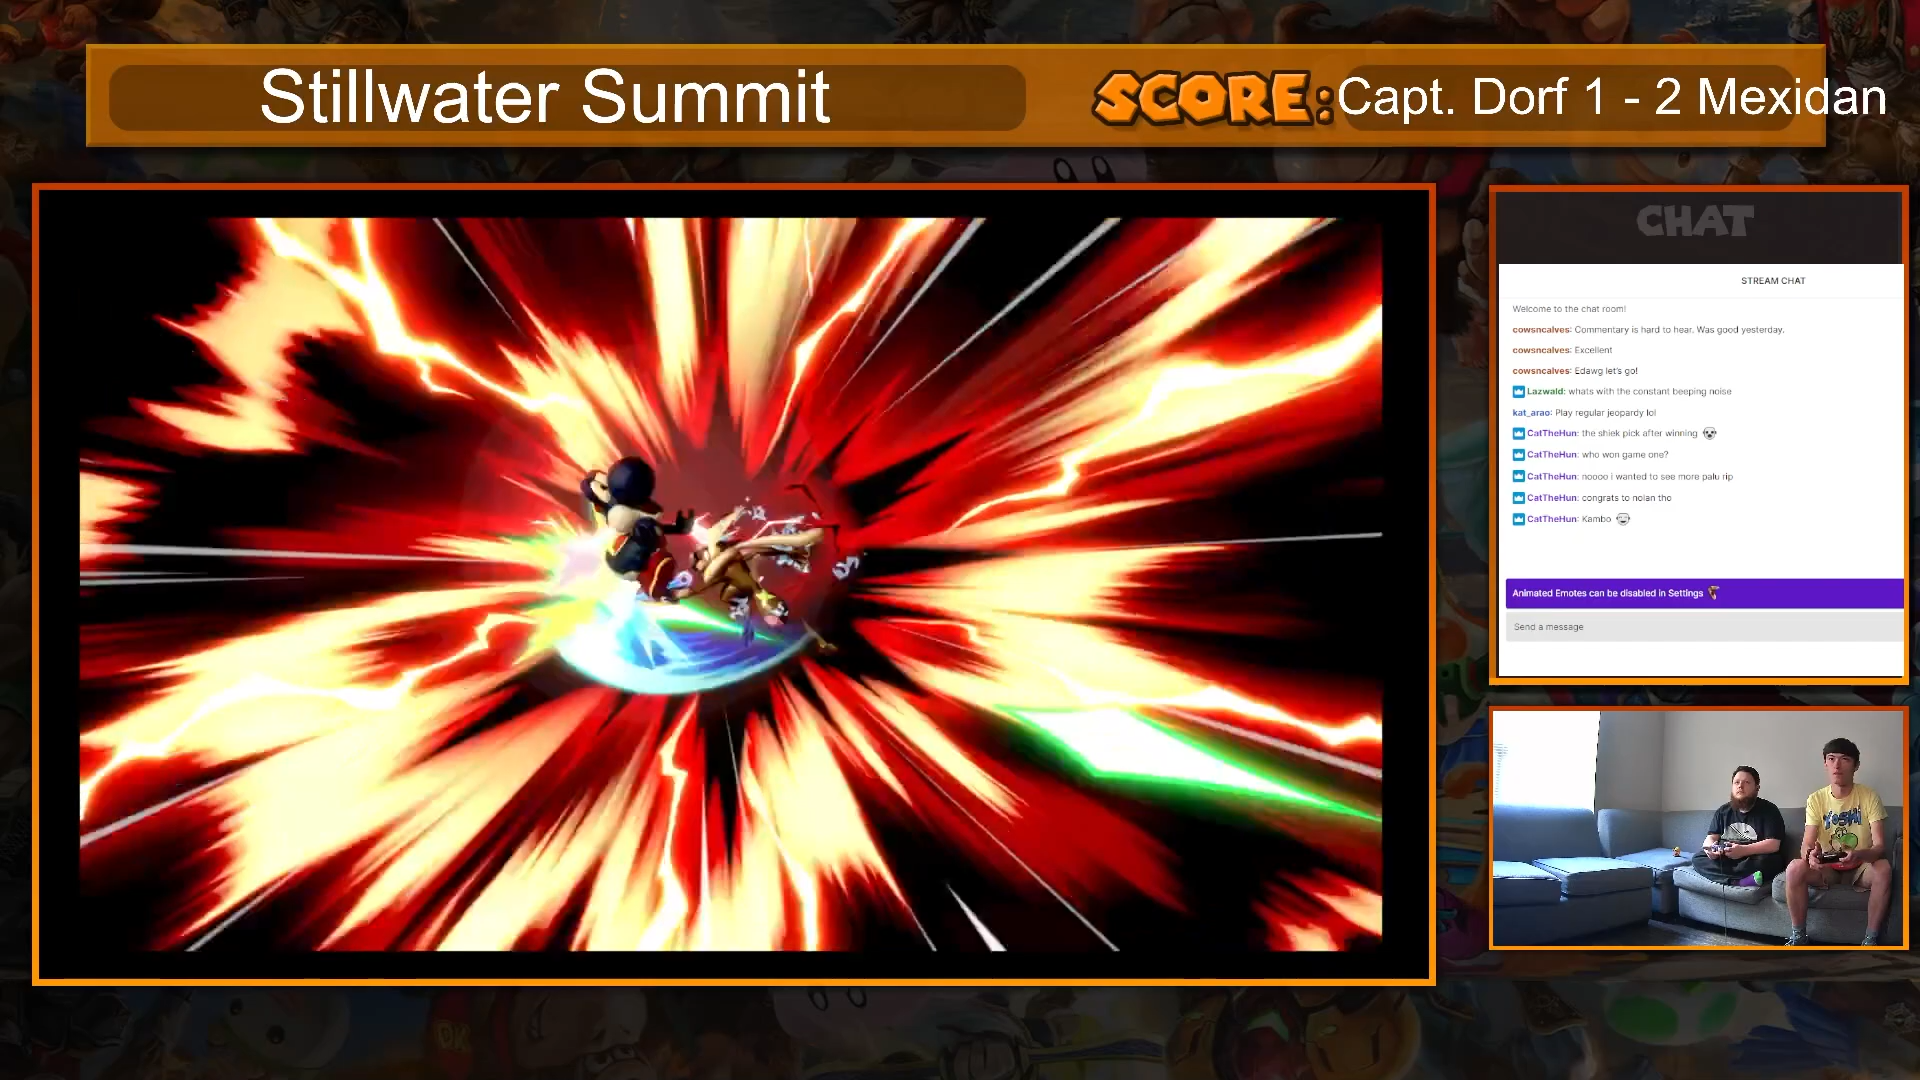 Stillwater Summit
SCORE: Capt. Dorf 1 - 2 Mexidan
CHAT
STREAM CHAT
Welcome to the chat room!
cowsncalves: Commentary is hard to hear. Was good yesterday.
cowsncalves: Excellent
cowsncalves: Edawg let's go!
Lazwald: whats with the constant beeping noise
kat_arao: Play regular jeopardy lol
CatTheHun: the shiek pick after winning
CatTheHun: who won game one?
CatTheHun: noooo i wanted to see more palu rip
CatTheHun: congrats to nolan tho
CatTheHun: Kambo
Animated Emotes can be disabled in Settings
Send a message
YOSHI